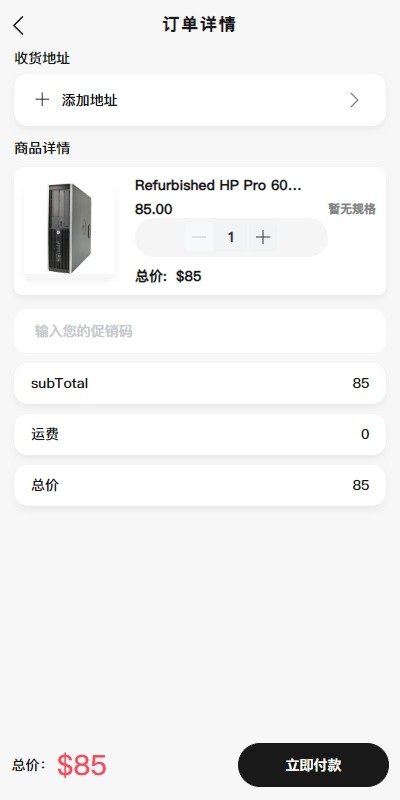 订单详情
收货地址
添加地址
商品详情
Refurbished HP Pro 60...
85.00 暂无规格
1
总价: $85
输入您的促销码
subTotal 85
运费 0
总价 85
总价: $85 立即付款